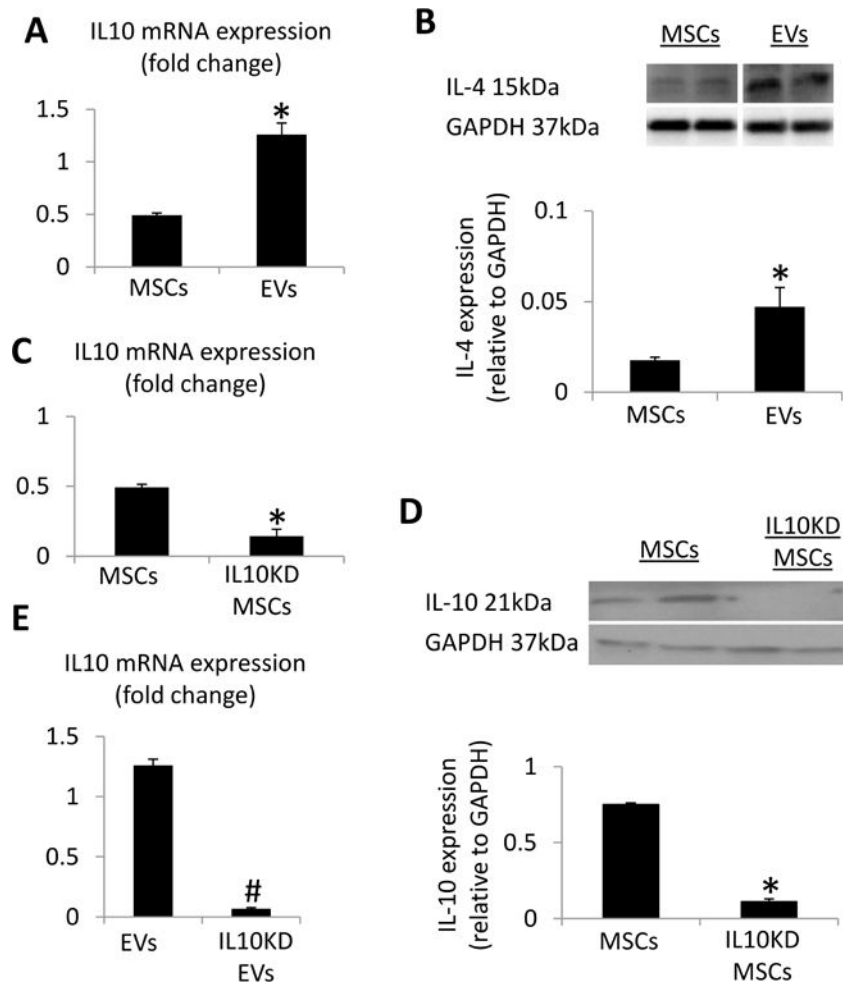 A
IL10 mRNA expression
(fold change)
1.5
1
0.5
0
*
MSCs
EVs
B
MSCs
EVs
IL-4 15kDa
GAPDH 37kDa
IL-4 expression
(relative to GAPDH)
0.1
0.05
0
*
MSCs
EVs
C
IL10 mRNA expression
(fold change)
1
0.5
0
*
MSCs
IL10KD
MSCs
D
MSCs
IL10KD
MSCs
IL-10 21kDa
GAPDH 37kDa
IL-10 expression
(relative to GAPDH)
1
0.5
0
*
MSCs
IL10KD
MSCs
E
IL10 mRNA expression
(fold change)
1.5
1
0.5
0
#
EVs
IL10KD
EVs